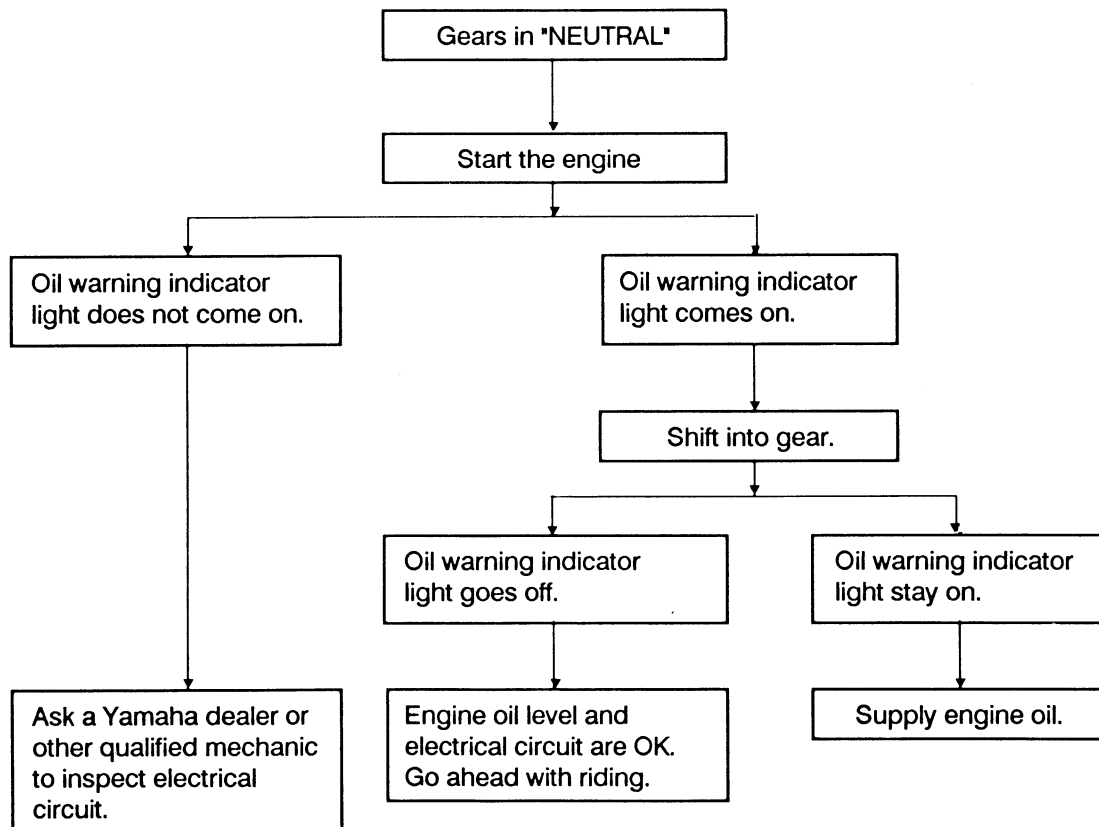 Gears in "NEUTRAL"
Start the engine
Oil warning indicator
light does not come on.
Oil warning indicator
light comes on.
Shift into gear.
Oil warning indicator
light goes off.
Oil warning indicator
light stay on.
Ask a Yamaha dealer or
other qualified mechanic
to inspect electrical
circuit.
Engine oil level and
electrical circuit are OK.
Go ahead with riding.
Supply engine oil.